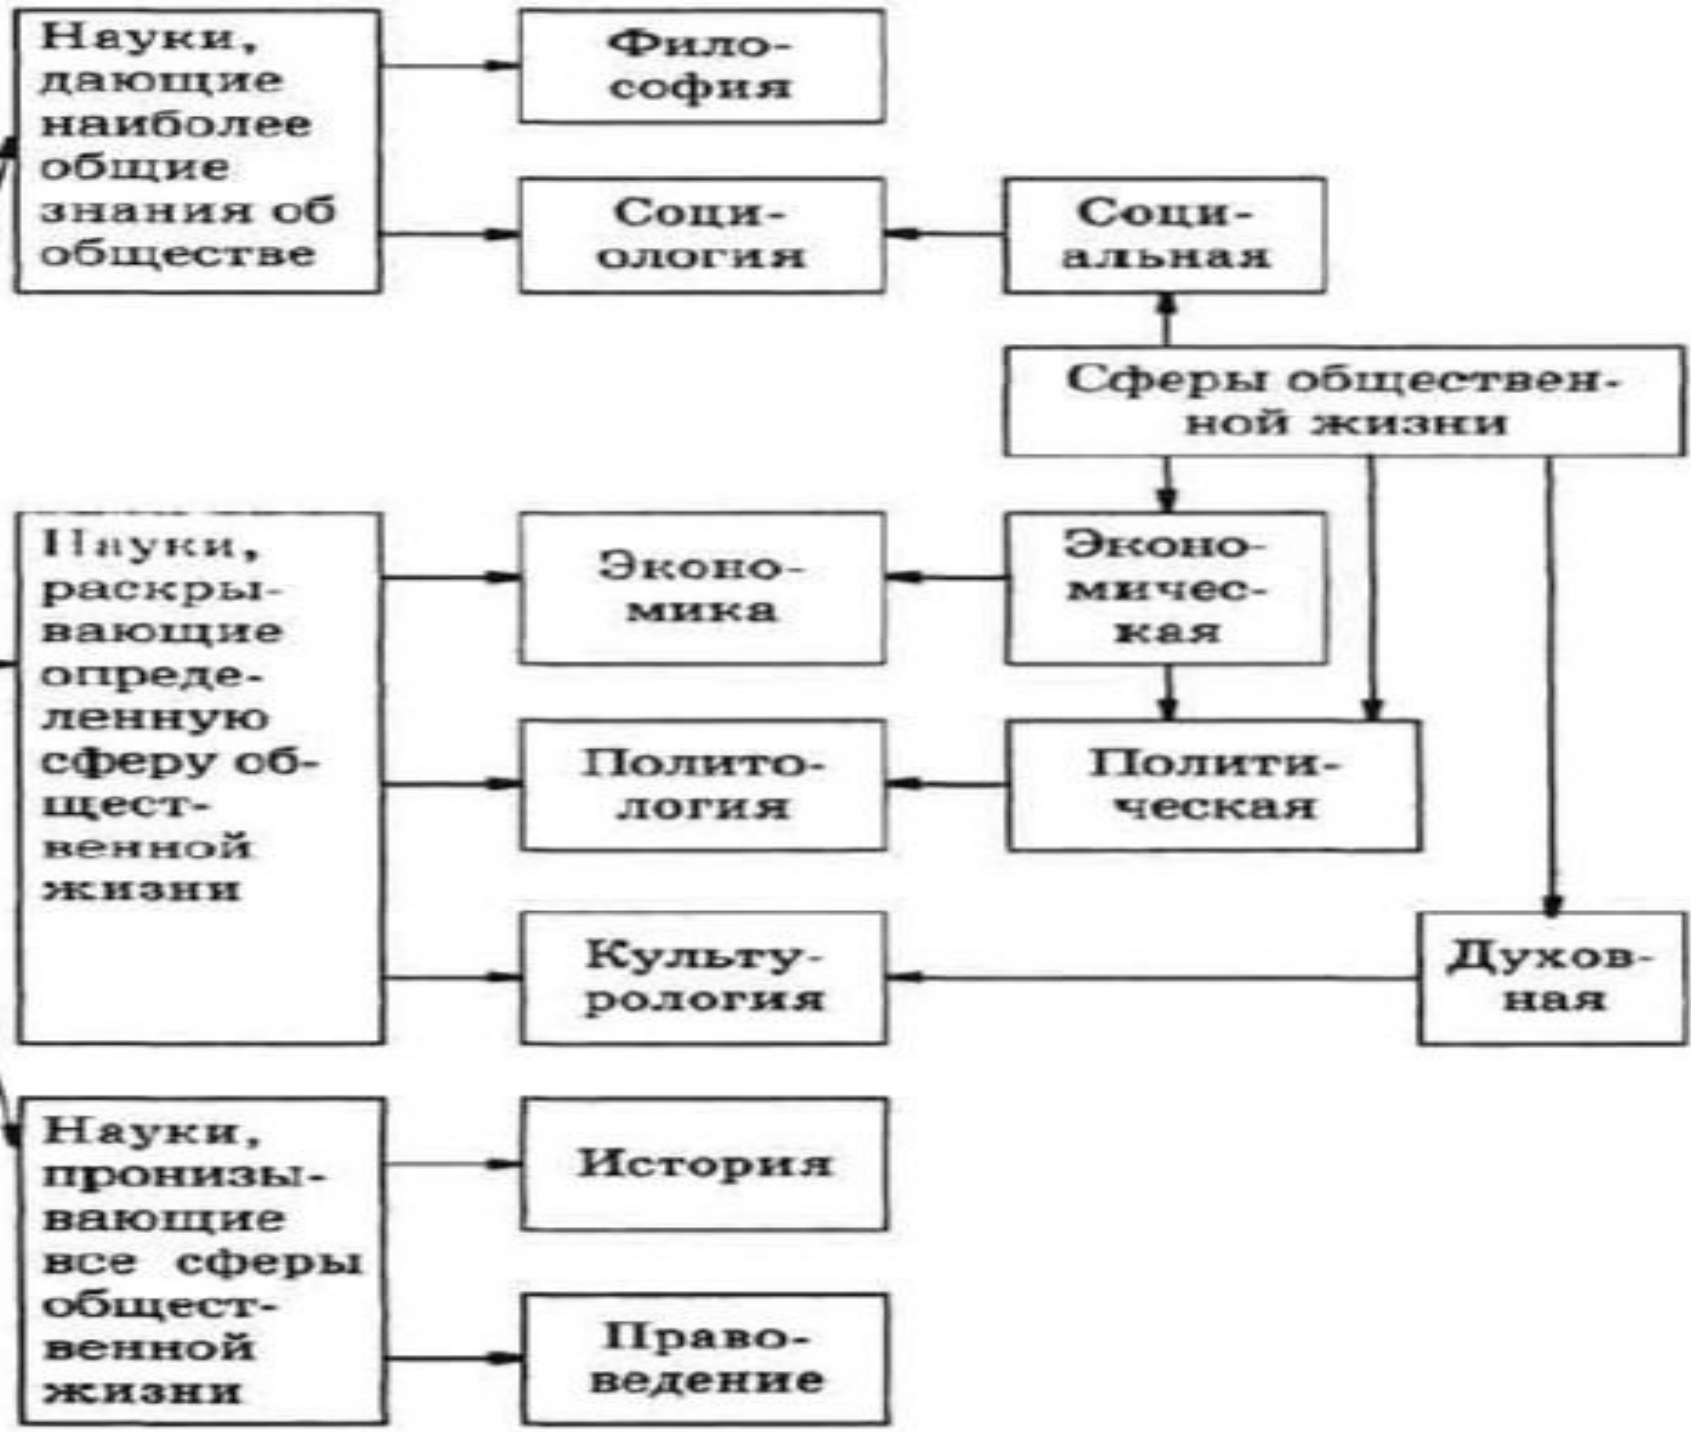 Науки,
дающие
наиболее
общие
знания об
обществе
Фило-
софия
Соци-
ология
Соци-
альная
Сферы обществен-
ной жизни
Науки,
раскры-
вающие
опреде-
ленную
сферу об-
щест-
венной
жизни
Эконо-
мика
Эконо-
мичес-
кая
Полито-
логия
Полити-
ческая
Культу-
рология
Духов-
ная
Науки,
пронизы-
вающие
все сферы
общест-
венной
жизни
История
Право-
ведение